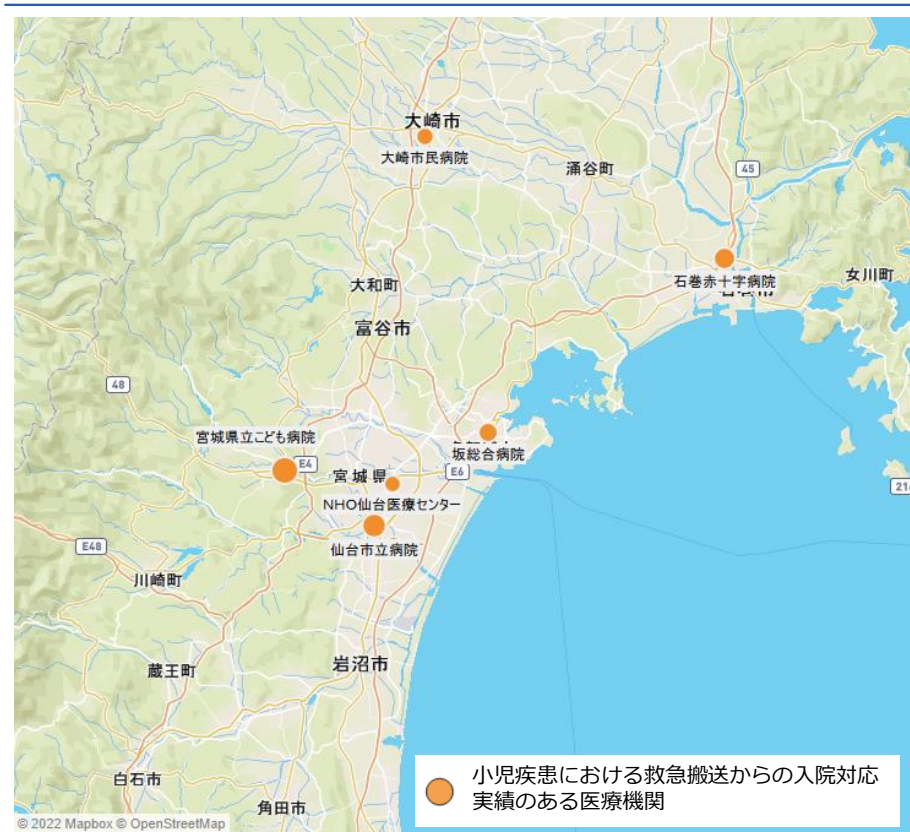 大崎市
大崎市民病院
涌谷町
45
石巻赤十字病院
女川町
大和町
富谷市
48
宮城県立こども病院
E4
坂総合病院
宮城県
E6
NHO仙台医療センター
214
仙台市立病院
E48
川崎町
岩沼市
蔵王町
白石市
角田市
小児疾患における救急搬送からの入院対応
実績のある医療機関
© 2022 Mapbox © OpenStreetMap